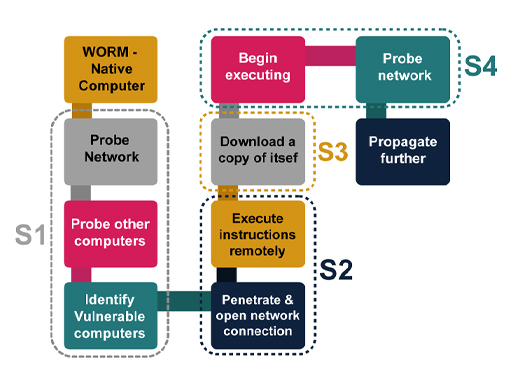 WORM -
Native
Computer
Probe
Network
Probe other
computers
Identify
Vulnerable
computers
S1
Penetrate &
open network
connection
Execute
instructions
remotely
S2
Download a
copy of itsef
S3
Begin
executing
Probe
network
S4
Propagate
further